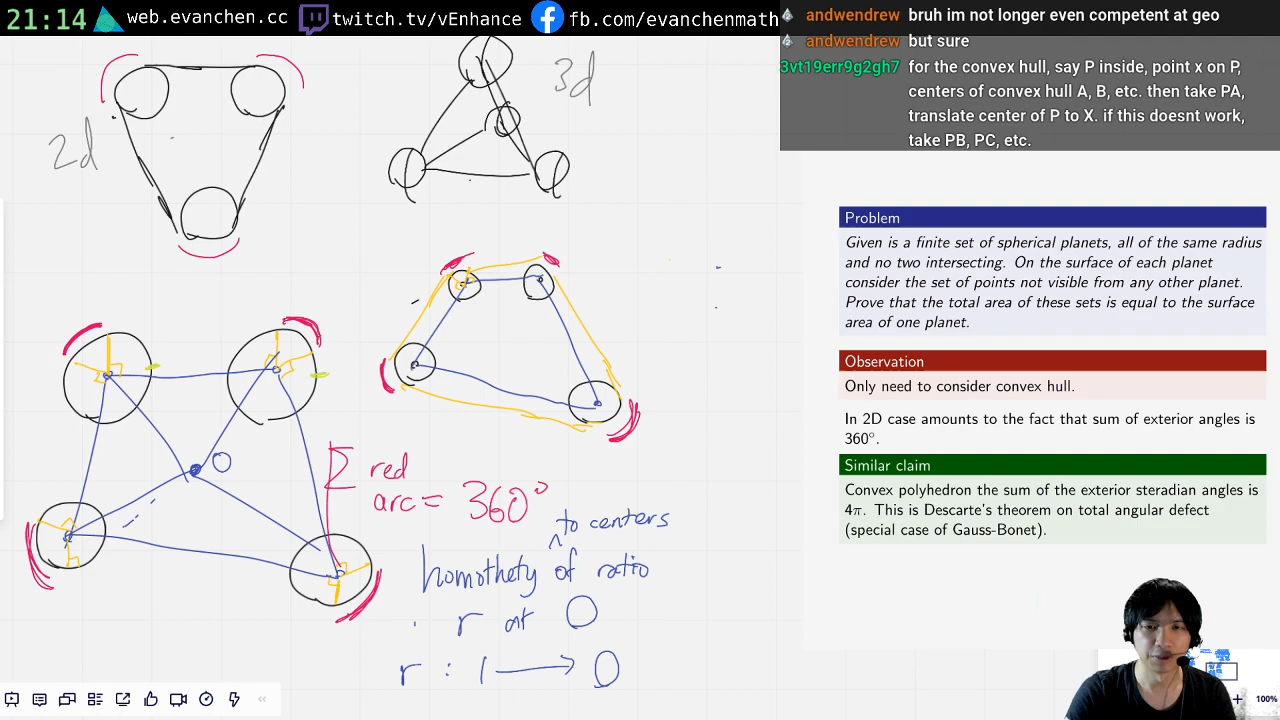 21:14 web.evanchen.cc twitch.tv/vEnhance fb.com/evanchenmath
andwendrew bruh im not longer even competent at geo
andwendrew but sure
3vt19err9g2gh7 for the convex hull, say P inside, point x on P,
centers of convex hull A, B, etc. then take PA,
translate center of P to X. if this doesnt work,
take PB, PC, etc.
2d
3d
O
Σ red
arc = 360°
to centers
^
homothety of ratio
r at O
r : 1 → 0
Problem
Given is a finite set of spherical planets, all of the same radius
and no two intersecting. On the surface of each planet
consider the set of points not visible from any other planet.
Prove that the total area of these sets is equal to the surface
area of one planet.
Observation
Only need to consider convex hull.
In 2D case amounts to the fact that sum of exterior angles is
360°.
Similar claim
Convex polyhedron the sum of the exterior steradian angles is
4π. This is Descarte's theorem on total angular defect
(special case of Gauss-Bonet).
100%